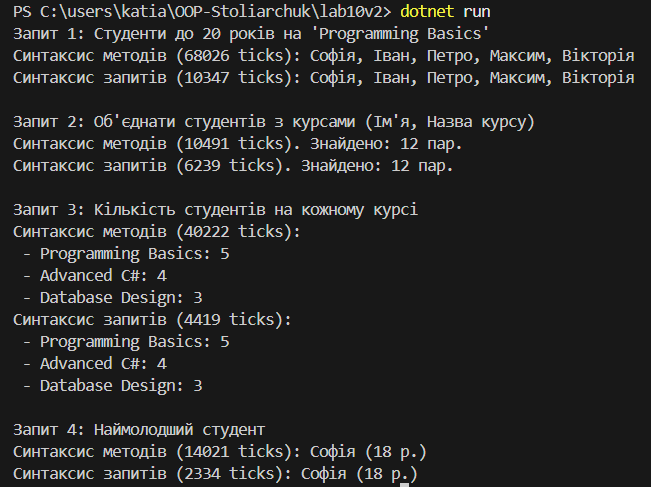 PS C:\users\katia\OOP-Stoliarchuk\lab10v2> dotnet run
Запит 1: Студенти до 20 років на 'Programming Basics'
Синтаксис методів (68026 ticks): Софія, Іван, Петро, Максим, Вікторія
Синтаксис запитів (10347 ticks): Софія, Іван, Петро, Максим, Вікторія

Запит 2: Об'єднати студентів з курсами (Ім'я, Назва курсу)
Синтаксис методів (10491 ticks). Знайдено: 12 пар.
Синтаксис запитів (6239 ticks). Знайдено: 12 пар.

Запит 3: Кількість студентів на кожному курсі
Синтаксис методів (40222 ticks):
 - Programming Basics: 5
 - Advanced C#: 4
 - Database Design: 3
Синтаксис запитів (4419 ticks):
 - Programming Basics: 5
 - Advanced C#: 4
 - Database Design: 3

Запит 4: Наймолодший студент
Синтаксис методів (14021 ticks): Софія (18 р.)
Синтаксис запитів (2334 ticks): Софія (18 р.)